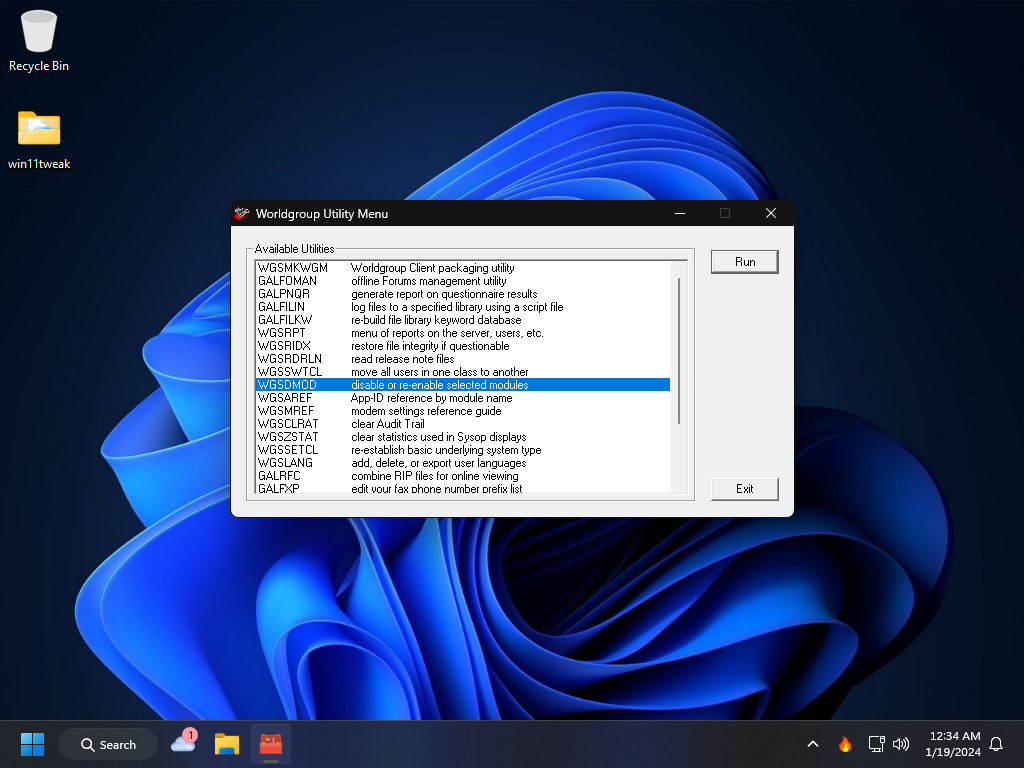 Recycle Bin
win11tweak
Worldgroup Utility Menu
Available Utilities
WGSMKWGM Worldgroup Client packaging utility
GALFOMAN offline Forums management utility
GALPNQR generate report on questionnaire results
GALFILIN log files to a specified library using a script file
GALFILKW re-build file library keyword database
WGSRPT menu of reports on the server, users, etc.
WGSRIDX restore file integrity if questionable
WGSRDRLN read release note files
WGSSWTCL move all users in one class to another
WGSDMOD disable or re-enable selected modules
WGSAREF App-ID reference by module name
WGSMREF modem settings reference guide
WGSCLRAT clear Audit Trail
WGSZSTAT clear statistics used in Sysop displays
WGSSETCL re-establish basic underlying system type
WGSLANG add, delete, or export user languages
GALRFC combine RIP files for online viewing
GALFXP edit your fax phone number prefix list
Run
Exit
Search
1
12:34 AM
1/19/2024